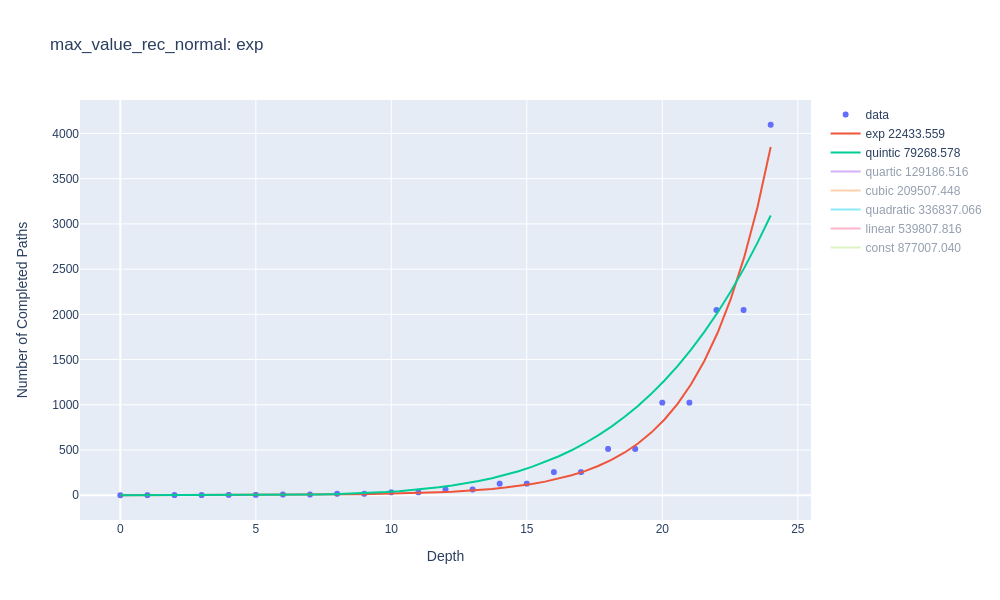 max_value_rec_normal: exp
Number of Completed Paths
4000
3500
3000
2500
2000
1500
1000
500
0
0 5 10 15 20 25
Depth
data
exp 22433.559
quintic 79268.578
quartic 129186.516
cubic 209507.448
quadratic 336837.066
linear 539807.816
const 877007.040